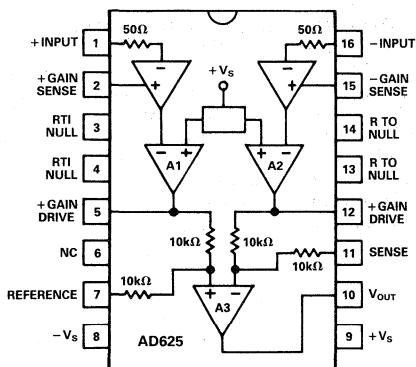 50Ω
50Ω
+INPUT 1
16 −INPUT
+GAIN SENSE 2
+VS
15 −GAIN SENSE
RTI NULL 3
14 R TO NULL
A1
A2
RTI NULL 4
13 R TO NULL
+GAIN DRIVE 5
12 +GAIN DRIVE
10kΩ
10kΩ
NC 6
11 SENSE
10kΩ
10kΩ
REFERENCE 7
10 VOUT
A3
−VS 8
AD625
9 +VS